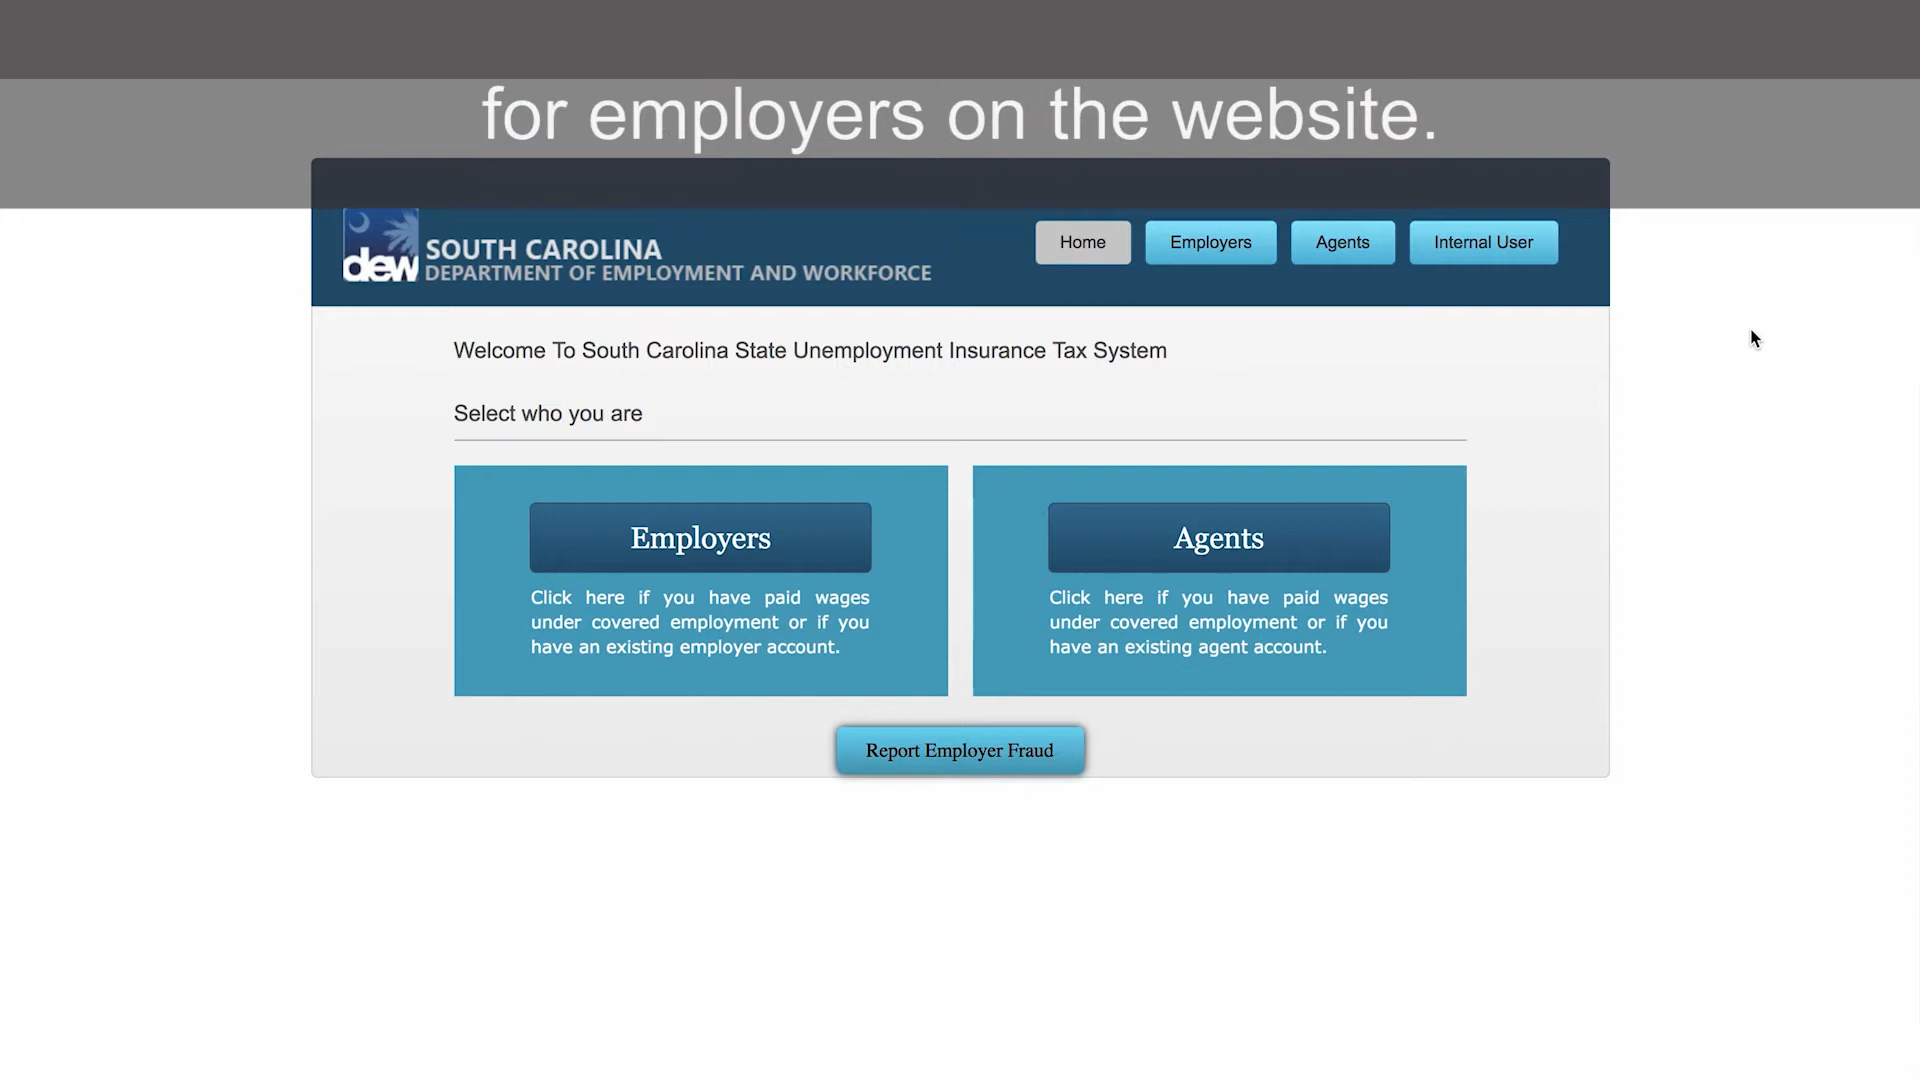 for employers on the website.
dew
SOUTH CAROLINA
DEPARTMENT OF EMPLOYMENT AND WORKFORCE
Home
Employers
Agents
Internal User
Welcome To South Carolina State Unemployment Insurance Tax System
Select who you are
Employers
Click here if you have paid wages
under covered employment or if you
have an existing employer account.
Agents
Click here if you have paid wages
under covered employment or if you
have an existing agent account.
Report Employer Fraud